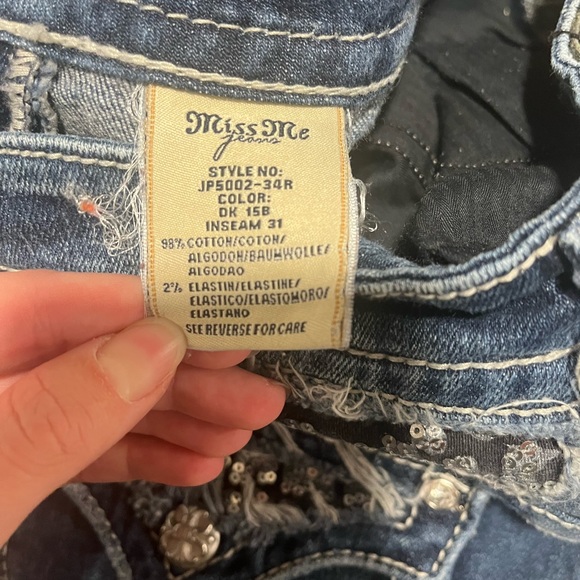 Miss Me
jeans
STYLE NO:
JP5002-34R
COLOR:
DK 15B
INSEAM 31
98% COTTON/COTON/
ALGODON/BAUMWOLLE/
ALGODAO
2% ELASTIN/ELASTINE/
ELASTICO/ELASTOMORO/
ELASTANO
SEE REVERSE FOR CARE